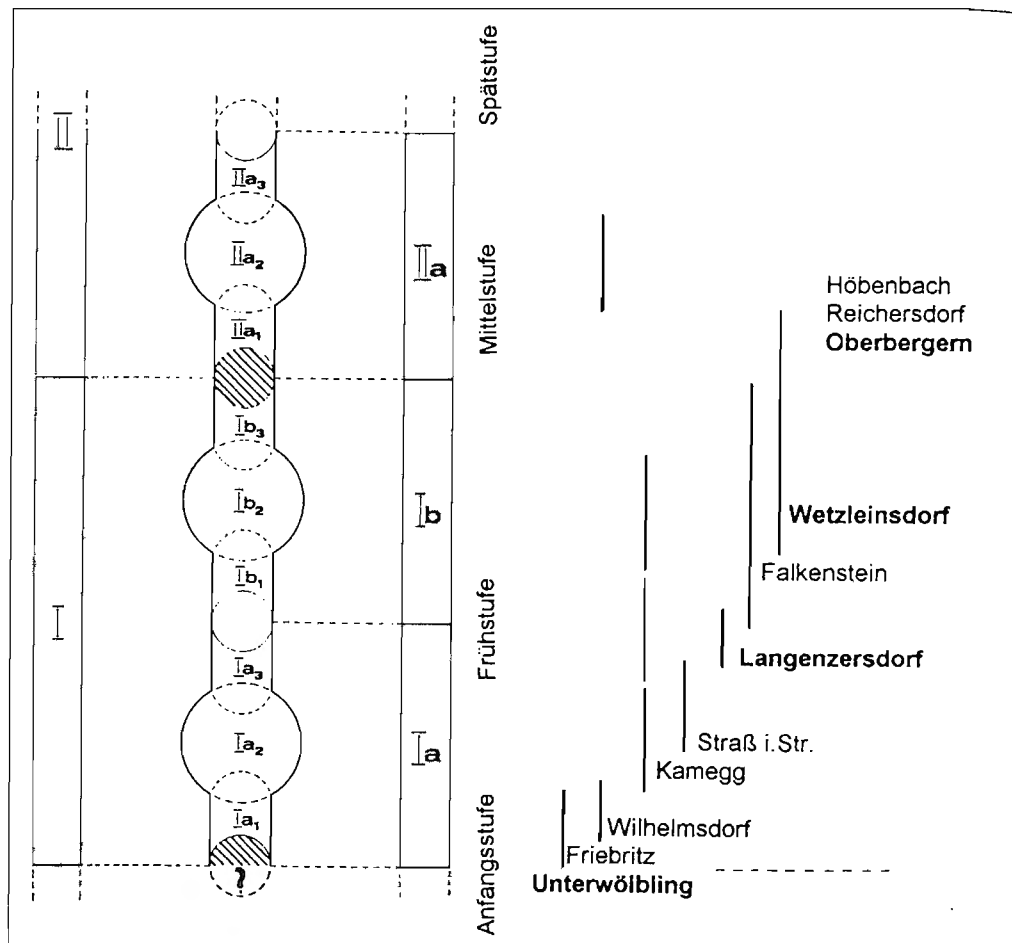 II
IIa₃
IIa₂
IIa₁
Ib₃
Ib₂
Ib₁
I
Ia₃
Ia₂
Ia₁
?
IIa
Ib
Ia
Spätstufe
Mittelstufe
Frühstufe
Anfangsstufe
Höbenbach
Reichersdorf
Oberbergern
Wetzleinsdorf
Falkenstein
Langenzersdorf
Straß i.Str.
Kamegg
Wilhelmsdorf
Friebritz
Unterwölbling